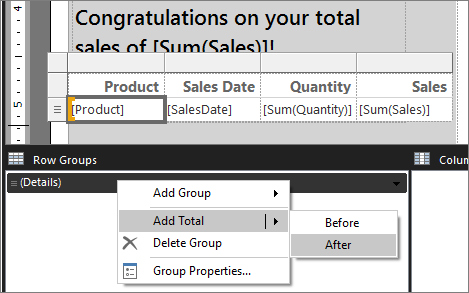 Congratulations on your total
sales of [Sum(Sales)]!
Product Sales Date Quantity Sales
[Product] [SalesDate] [Sum(Quantity)] [Sum(Sales)]
4
5
Row Groups Colum
(Details)
Add Group
Add Total
Before
Delete Group
After
Group Properties...